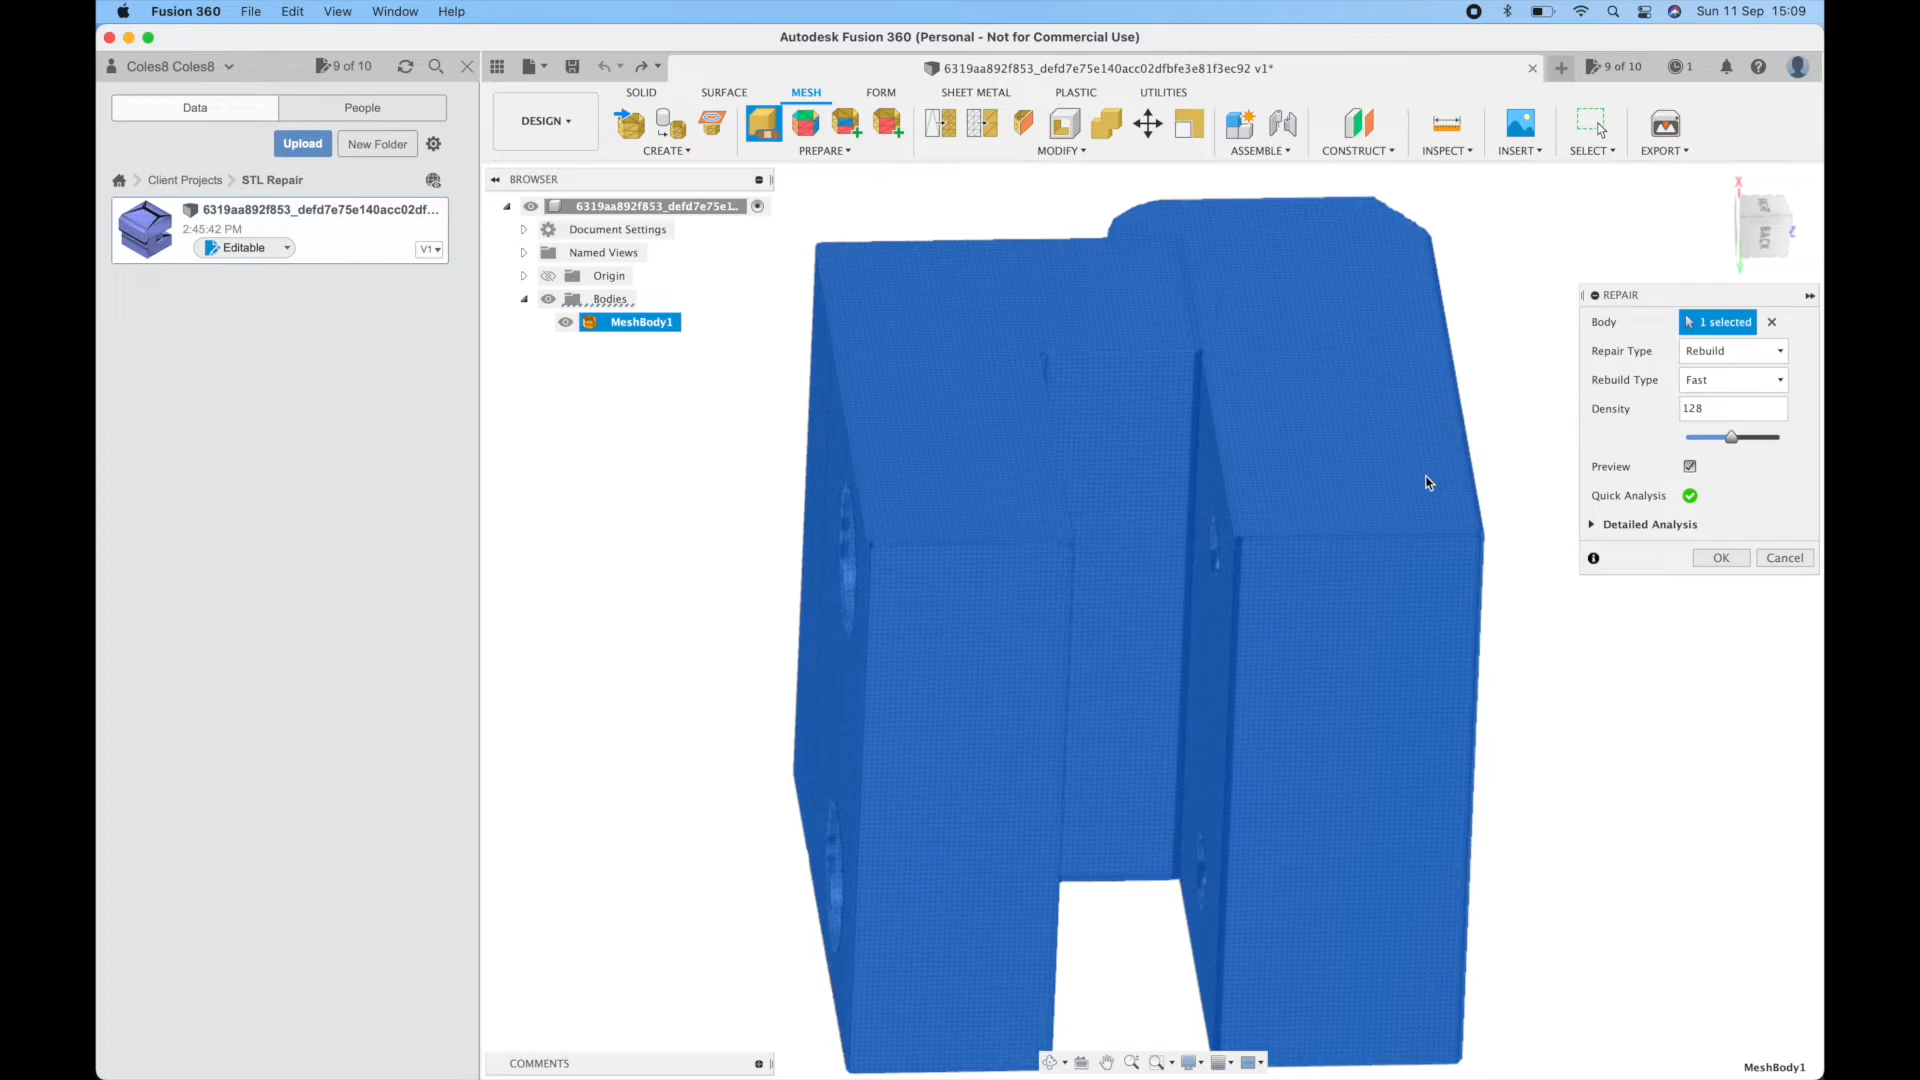 Fusion 360 File Edit View Window Help Sun 11 Sep 15:09
Autodesk Fusion 360 (Personal - Not for Commercial Use)
Coles8 Coles8 9 of 10
6319aa892f853_defd7e75e140acc02dfbfe3e81f3ec92 v1*
9 of 10 1
Data People
Upload New Folder
Client Projects STL Repair
6319aa892f853_defd7e75e140acc02df...
2:45:42 PM
Editable
V1
DESIGN
SOLID SURFACE MESH FORM SHEET METAL PLASTIC UTILITIES
CREATE PREPARE MODIFY ASSEMBLE CONSTRUCT INSPECT INSERT SELECT EXPORT
BROWSER
6319aa892f853_defd7e75e1...
Document Settings
Named Views
Origin
Bodies
MeshBody1
X
BACK
Z
REPAIR
Body 1 selected
Repair Type Rebuild
Rebuild Type Fast
Density 128
Preview
Quick Analysis
Detailed Analysis
OK Cancel
COMMENTS
MeshBody1